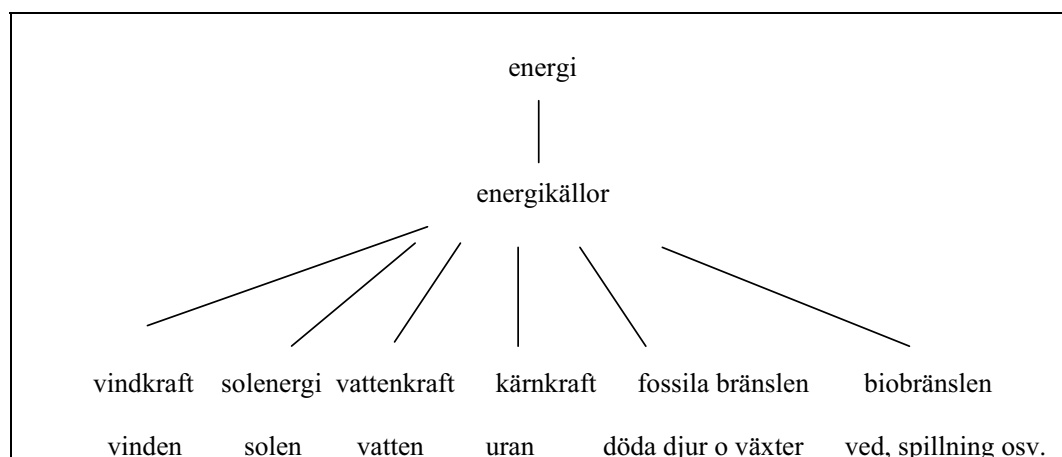 energi
energikällor
vindkraft solenergi vattenkraft kärnkraft fossila bränslen biobränslen
vinden solen vatten uran döda djur o växter ved, spillning osv.